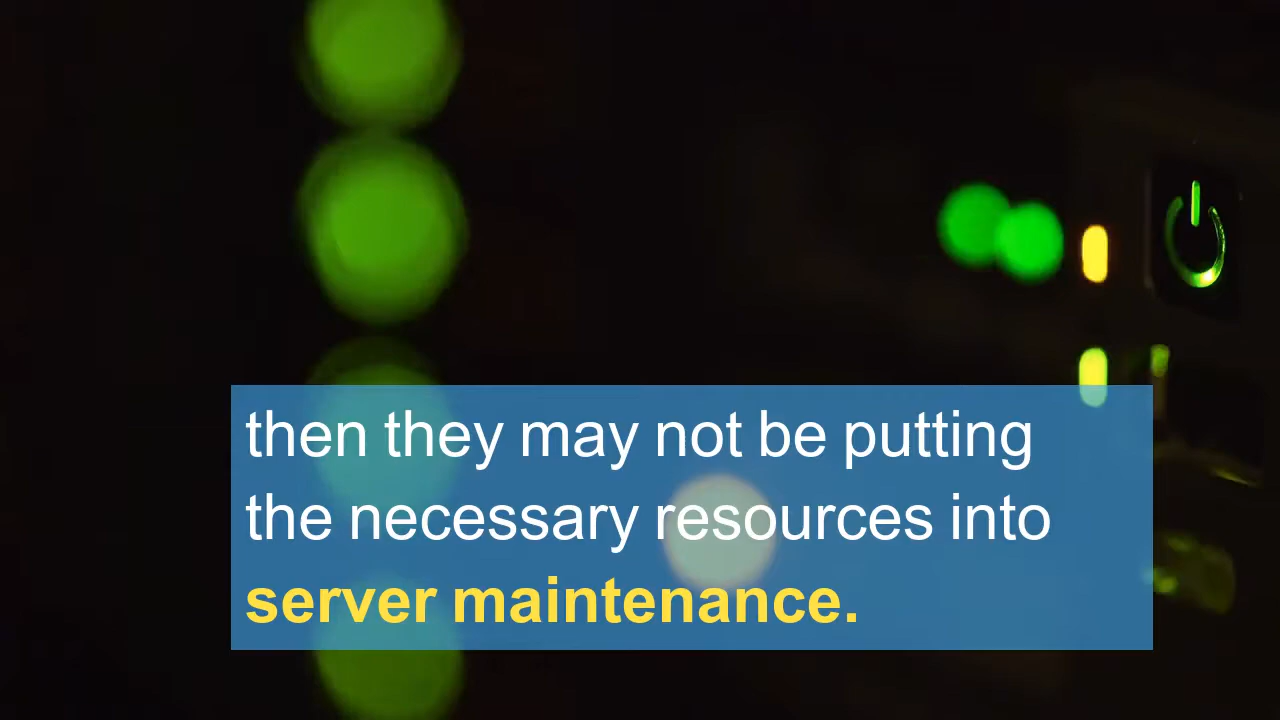 then they may not be putting
the necessary resources into
server maintenance.